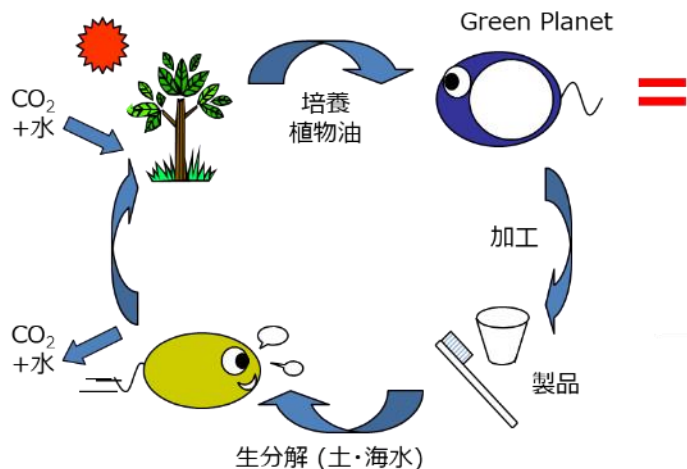 Green Planet
CO₂
+水
培養
植物油
加工
製品
生分解 (土・海水)
CO₂
+水